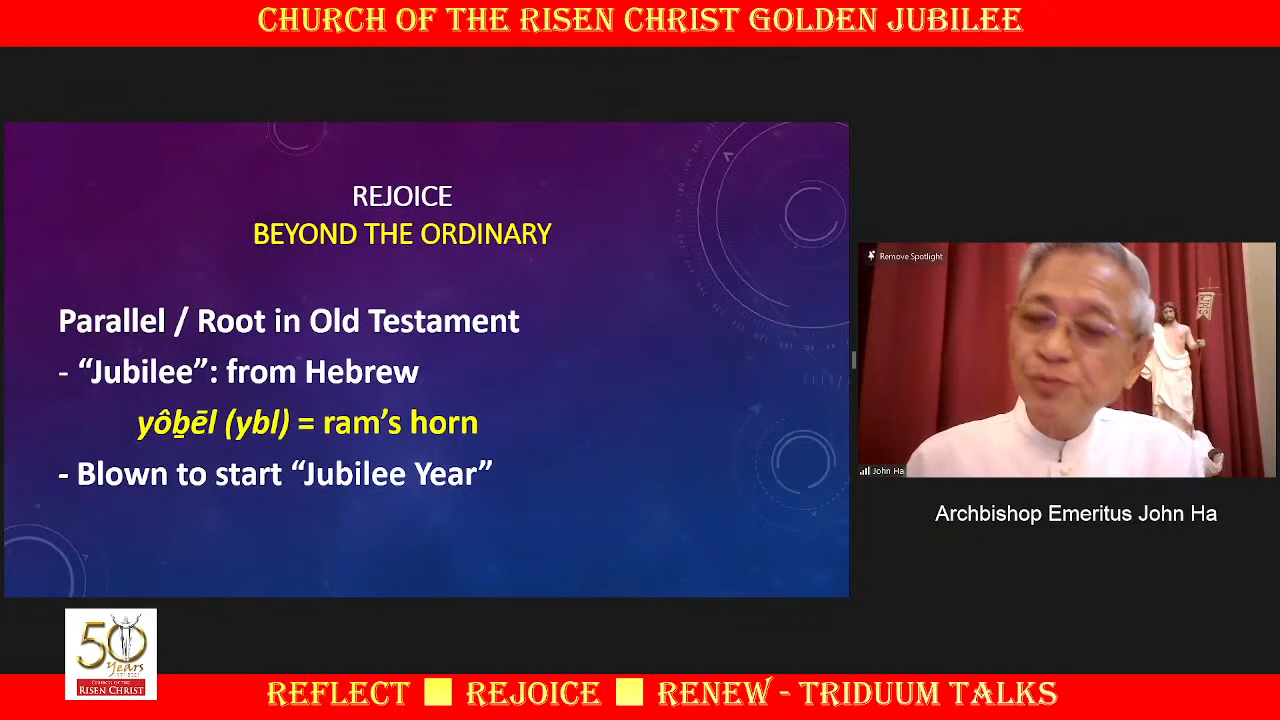 CHURCH OF THE RISEN CHRIST GOLDEN JUBILEE
REJOICE
BEYOND THE ORDINARY
Parallel / Root in Old Testament
- “Jubilee”: from Hebrew
yôḇēl (ybl) = ram’s horn
- Blown to start “Jubilee Year”
Remove Spotlight
John Ha
Archbishop Emeritus John Ha
50
Years
CHURCH OF THE
RISEN CHRIST
REFLECT REJOICE RENEW - TRIDUUM TALKS